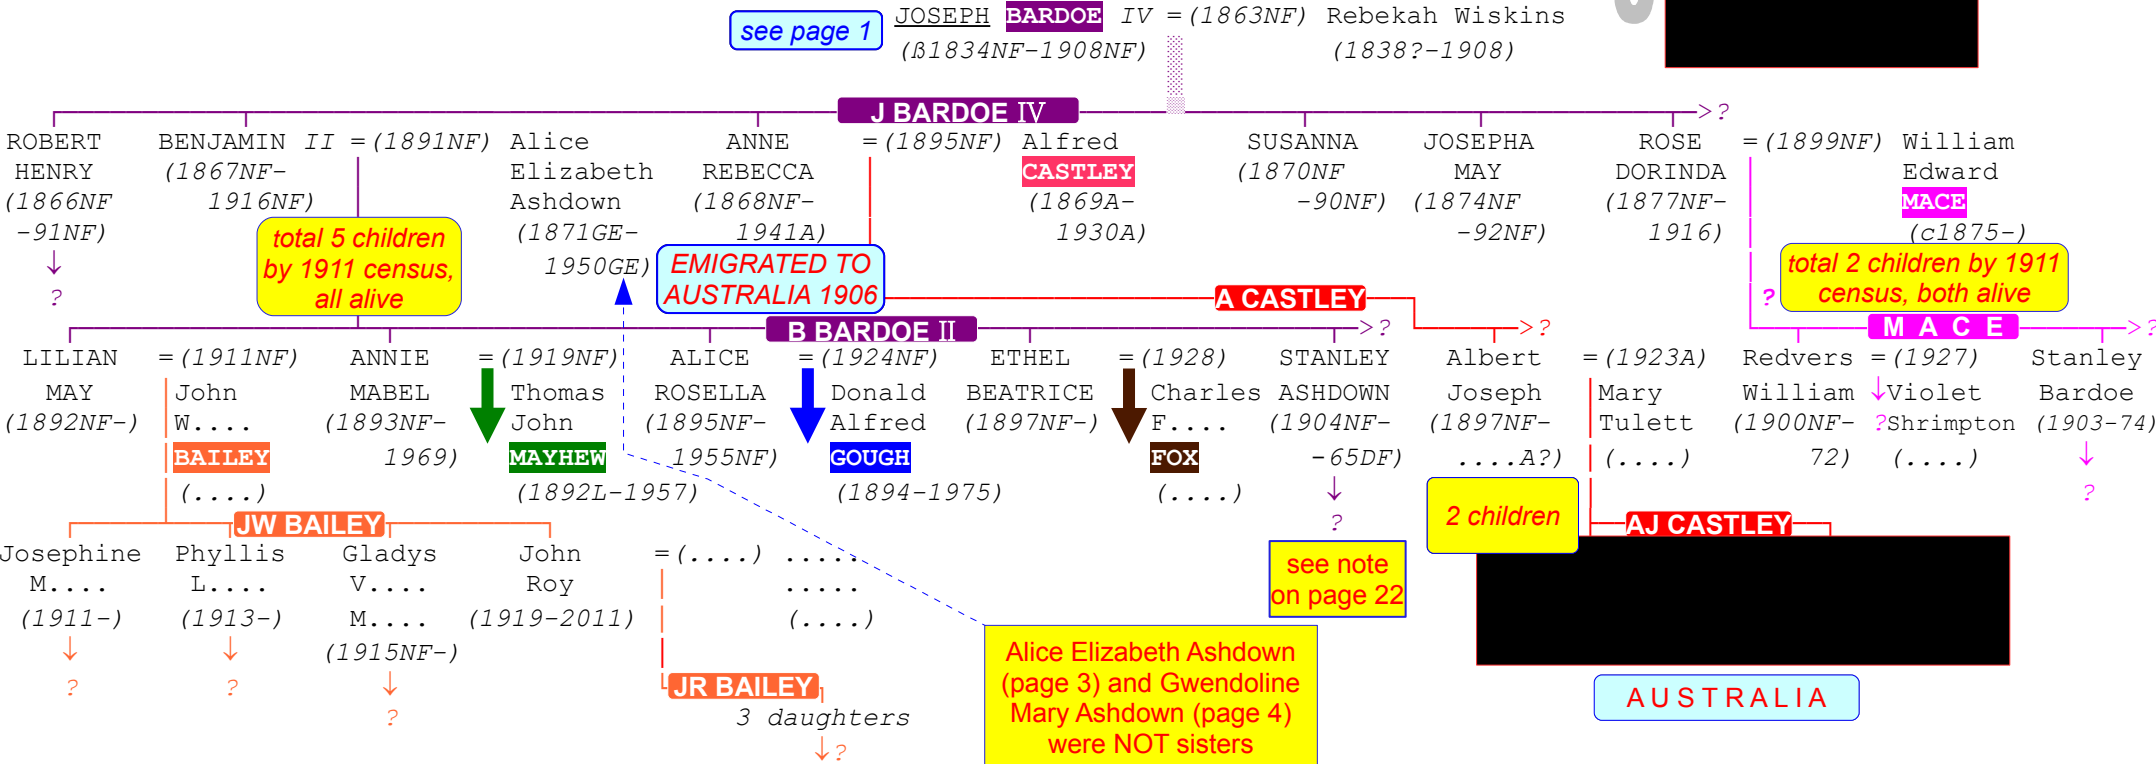 see page 1
JOSEPH BARDOE IV =(1863NF) Rebekah Wiskins
(ß1834NF-1908NF) (1838?-1908)
J BARDOE IV >?
ROBERT BENJAMIN II =(1891NF) Alice ANNE =(1895NF) Alfred SUSANNA JOSEPHA ROSE =(1899NF) William
HENRY (1867NF- Elizabeth REBECCA CASTLEY (1870NF MAY DORINDA Edward
(1866NF 1916NF) Ashdown (1868NF- (1869A- -90NF) (1874NF (1877NF- MACE
-91NF) (1871GE- 1941A) 1930A) -92NF) 1916) (c1875-)
↓ 1950GE)
?
total 5 children
by 1911 census,
all alive
EMIGRATED TO
AUSTRALIA 1906
total 2 children by 1911
census, both alive
A CASTLEY ?
B BARDOE II >? >? M A C E >?
LILIAN =(1911NF) ANNIE =(1919NF) ALICE =(1924NF) ETHEL =(1928) STANLEY Albert =(1923A) Redvers =(1927) Stanley
MAY John MABEL Thomas ROSELLA Donald BEATRICE Charles ASHDOWN Joseph Mary William ↓Violet Bardoe
(1892NF-) W.... (1893NF- John (1895NF- Alfred (1897NF-) F.... (1904NF- (1897NF- Tulett (1900NF- ?Shrimpton (1903-74)
BAILEY 1969) MAYHEW 1955NF) GOUGH FOX -65DF) ....A?) (....) 72) (....) ↓
(....) (1892L-1957) (1894-1975) (....) ↓ ?
?
2 children
JW BAILEY AJ CASTLEY
Josephine Phyllis Gladys John =(....) .....
M.... L.... V.... Roy .....
(1911-) (1913-) M.... (1919-2011) (....)
↓ ↓ (1915NF-)
? ? ↓
?
see note
on page 22
JR BAILEY
3 daughters
↓?
Alice Elizabeth Ashdown
(page 3) and Gwendoline
Mary Ashdown (page 4)
were NOT sisters
AUSTRALIA